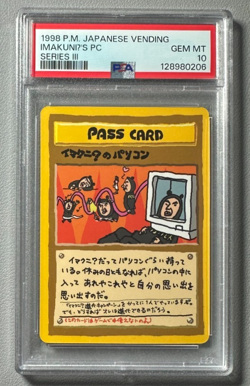 1998 P.M. JAPANESE VENDING
IMAKUNI?'S PC
SERIES III
GEM MT
10
PSA
128980206
PASS CARD
イマクニ?のパソコン
イマクニ?だってパソコンぐらい持っ
ている。休みの日ともなれば、パソコンの中に
入って あれやこれやと自分の思い出を
思い出すのだ。